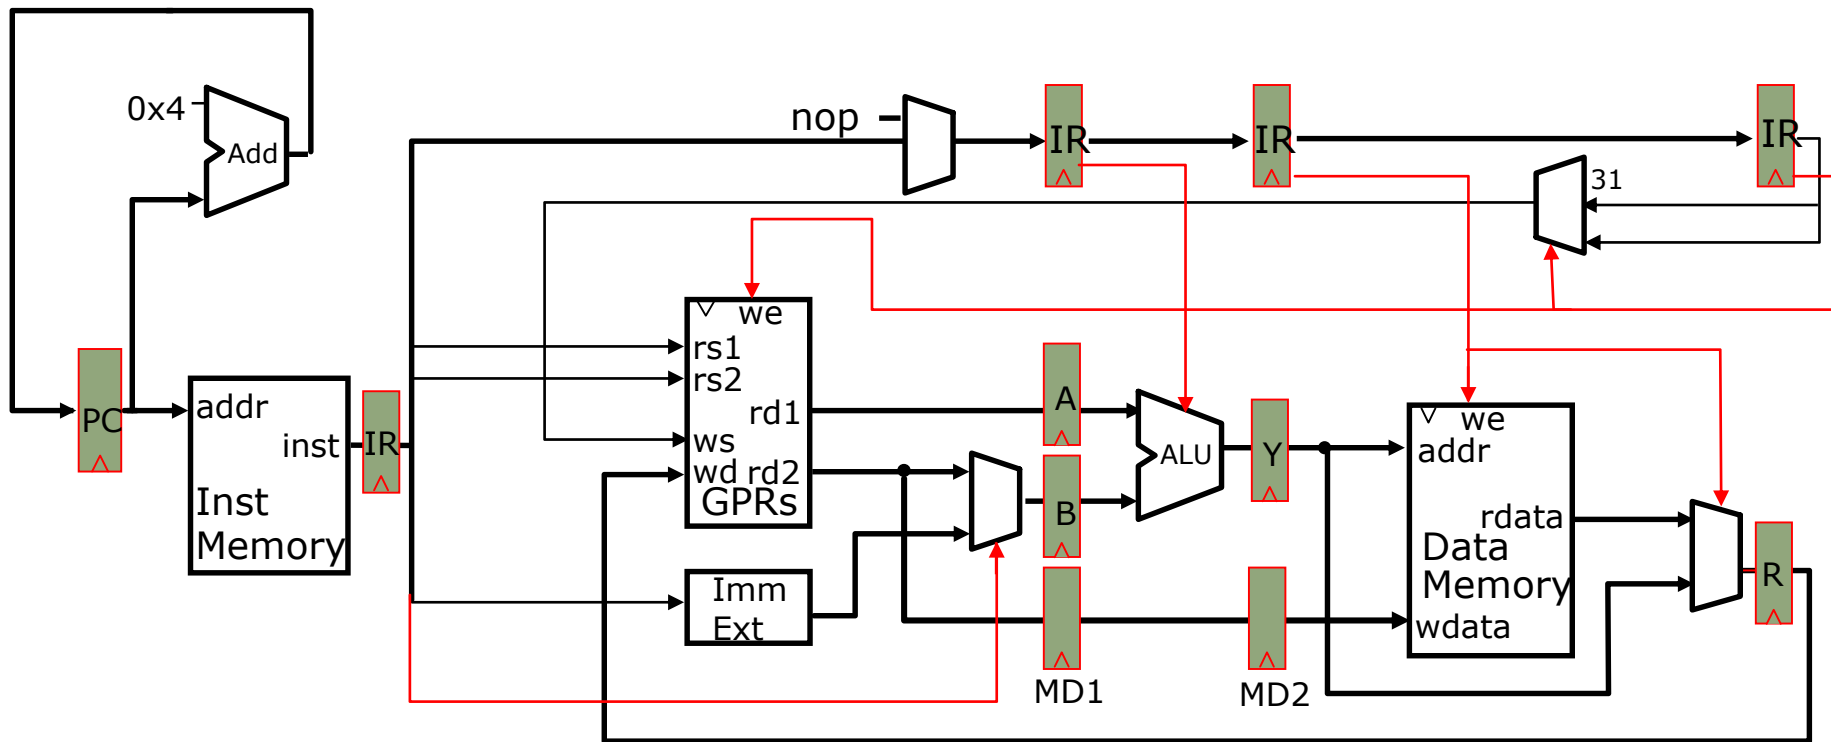 0x4
Add
nop
IR
IR
IR
31
we
rs1
rs2
rd1
ws
wd rd2
GPRs
PC
addr
inst
Inst
Memory
IR
A
B
ALU
Y
we
addr
rdata
Data
Memory
wdata
R
Imm
Ext
MD1
MD2